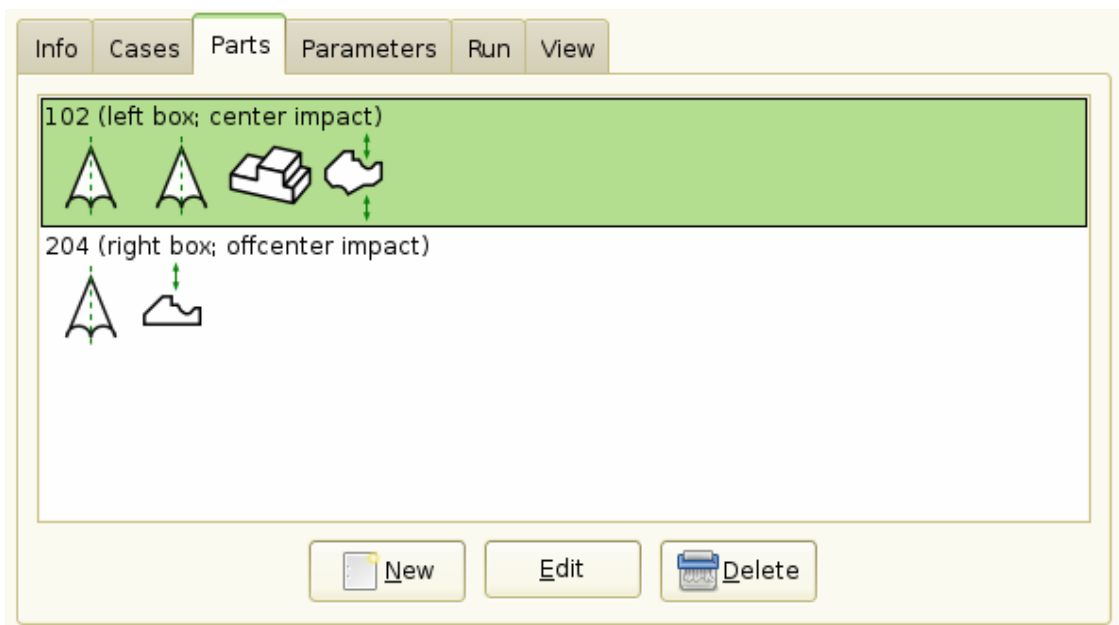 Info Cases Parts Parameters Run View
102 (left box; center impact)
204 (right box; offcenter impact)
New Edit Delete